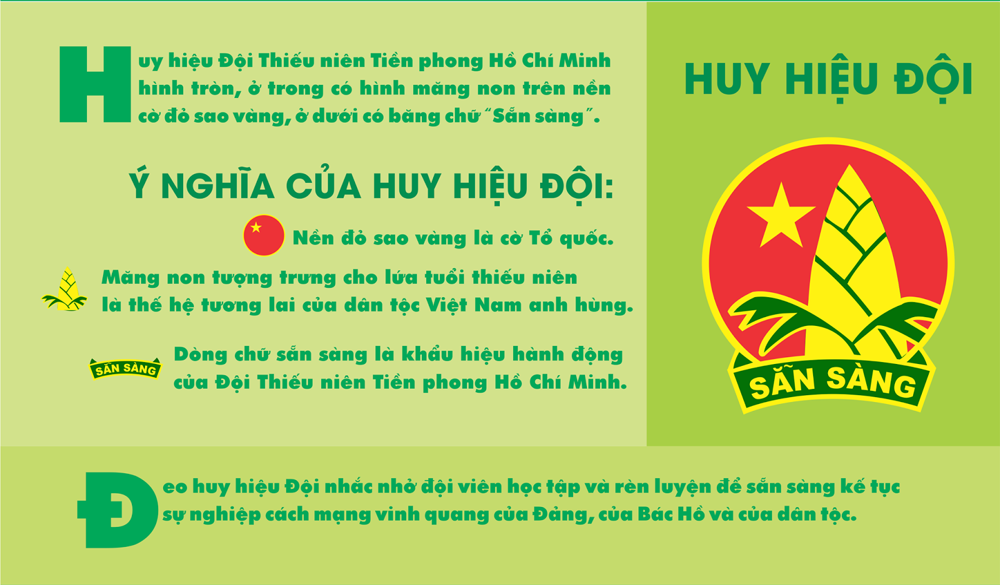 Huy hiệu Đội Thiếu niên Tiền phong Hồ Chí Minh
hình tròn, ở trong có hình măng non trên nền
cờ đỏ sao vàng, ở dưới có băng chữ “Sẵn sàng”.
Ý NGHĨA CỦA HUY HIỆU ĐỘI:
Nền đỏ sao vàng là cờ Tổ quốc.
Măng non tượng trưng cho lứa tuổi thiếu niên
là thế hệ tương lai của dân tộc Việt Nam anh hùng.
SẴN SÀNG
Dòng chữ sẵn sàng là khẩu hiệu hành động
của Đội Thiếu niên Tiền phong Hồ Chí Minh.
HUY HIỆU ĐỘI
SẴN SÀNG
Đeo huy hiệu Đội nhắc nhở đội viên học tập và rèn luyện để sẵn sàng kế tục
sự nghiệp cách mạng vinh quang của Đảng, của Bác Hồ và của dân tộc.